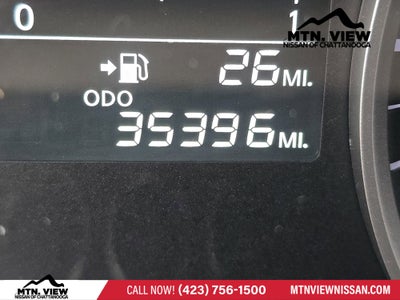 0 1
MTN. VIEW
NISSAN OF CHATTANOOGA
26 MI.
ODO
35396 MI.
MTN. VIEW
NISSAN OF CHATTANOOGA
CALL NOW! (423) 756-1500
MTNVIEWNISSAN.COM